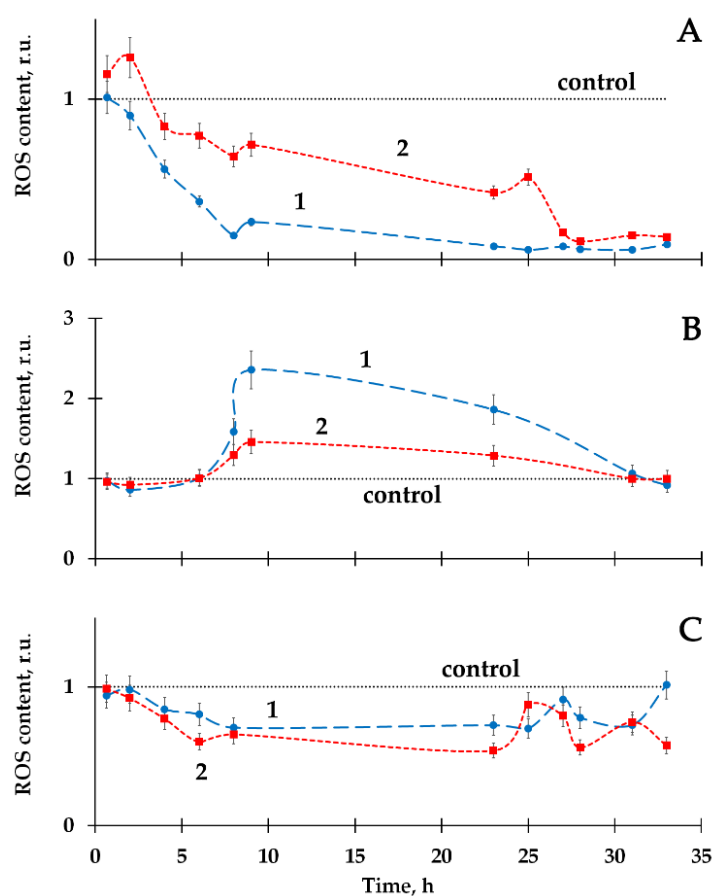 A
ROS content, r.u.
control
1
2
1
0
B
ROS content, r.u.
3
1
2
2
1
control
0
C
ROS content, r.u.
control
1
1
2
0
0 5 10 15 20 25 30 35
Time, h